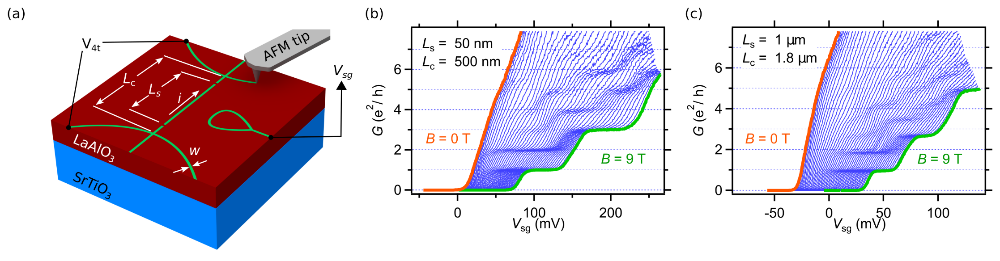 (a)
V4t
Lc
Ls
i
AFM tip
Vsg
LaAlO3
w
SrTiO3
(b)
Ls = 50 nm
Lc = 500 nm
G (e2/ h)
6
4
2
0
B = 0 T
B = 9 T
0
100
200
Vsg (mV)
(c)
Ls = 1 µm
Lc = 1.8 µm
G (e2/ h)
6
4
2
0
B = 0 T
B = 9 T
-50
0
50
100
Vsg (mV)